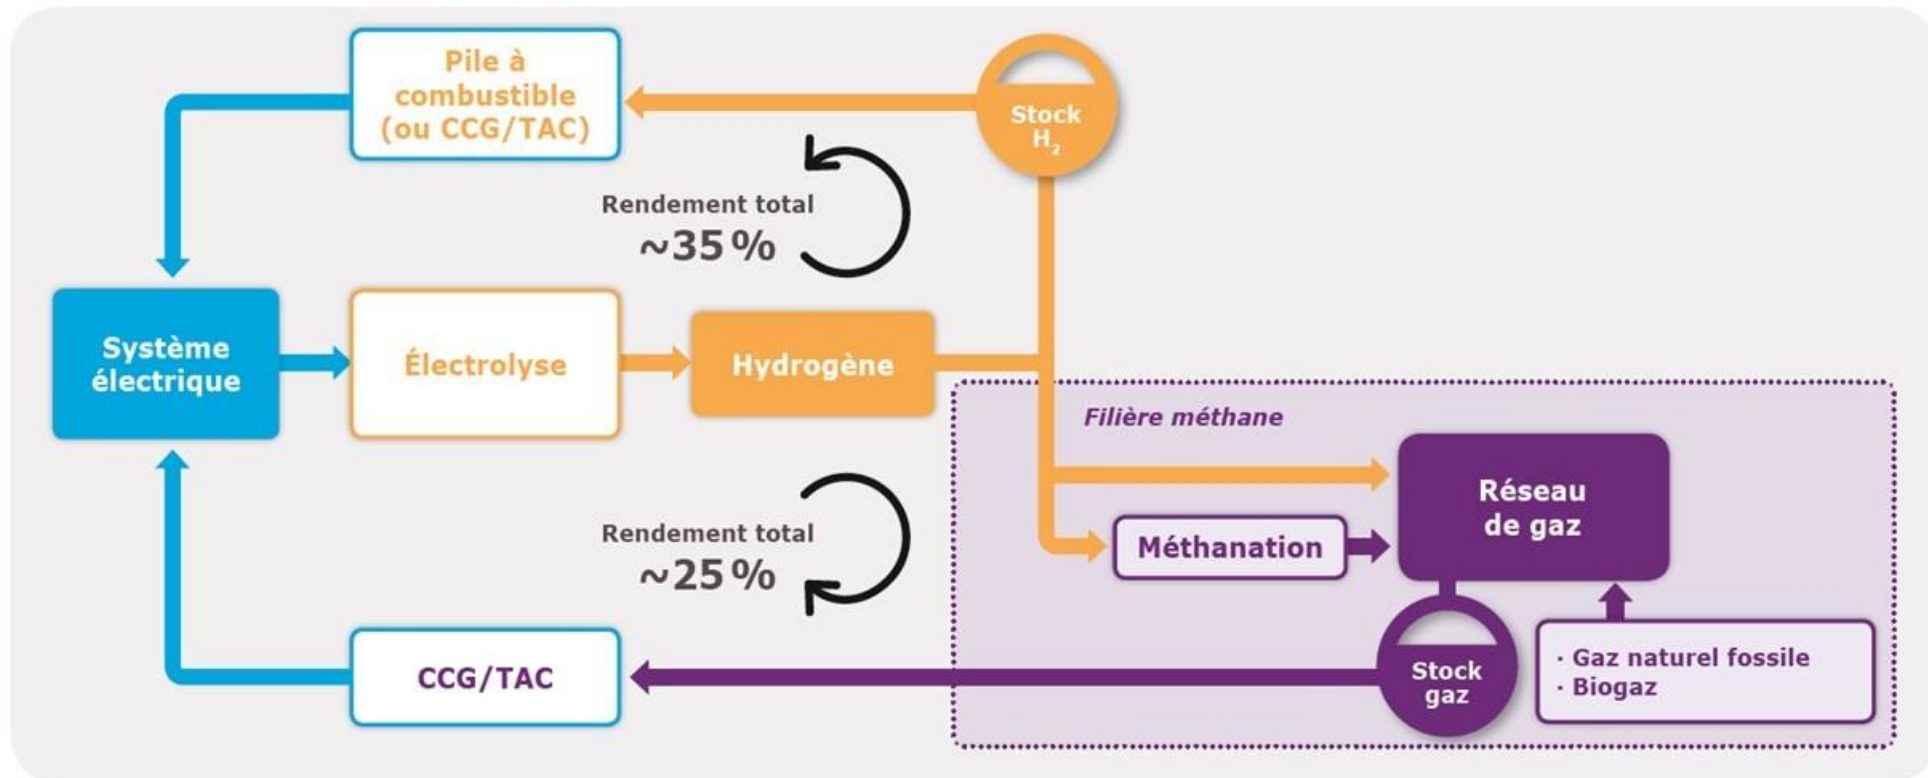 Pile à
combustible
(ou CCG/TAC)
Stock
H₂
Rendement total
~35 %
Système
électrique
Électrolyse
Hydrogène
Filière méthane
Réseau
de gaz
Méthanation
Rendement total
~25 %
CCG/TAC
Stock
gaz
· Gaz naturel fossile
· Biogaz